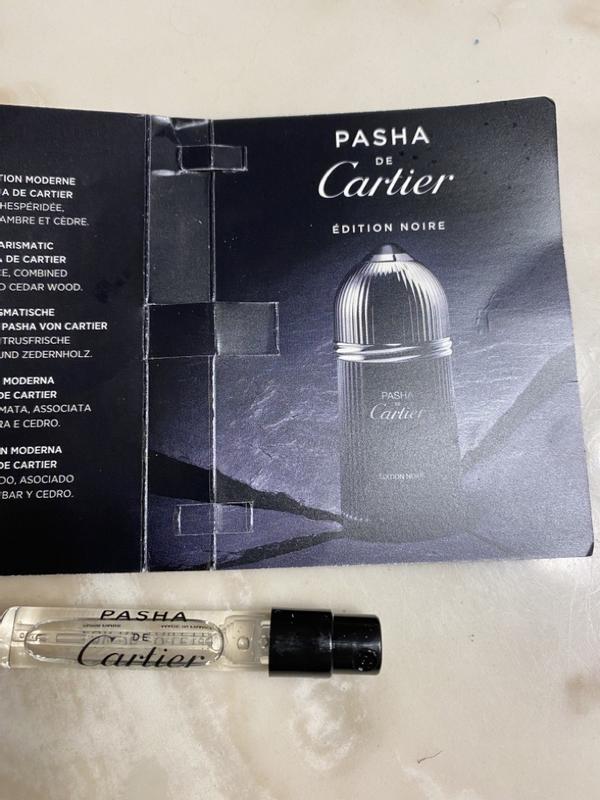 TION MODERNE
A DE CARTIER
HESPÉRIDÉE,
AMBRE ET CÈDRE.
ARISMATIC
DE CARTIER
CE, COMBINED
D CEDAR WOOD.
SMATISCHE
PASHA VON CARTIER
ITRUSFRISCHE
UND ZEDERNHOLZ.
MODERNA
DE CARTIER
MATA, ASSOCIATA
RA E CEDRO.
N MODERNA
DE CARTIER
DO, ASOCIADO
BAR Y CEDRO.
PASHA
DE
Cartier
ÉDITION NOIRE
PASHA
DE
Cartier
ÉDITION NOIRE
PASHA
DE
Cartier